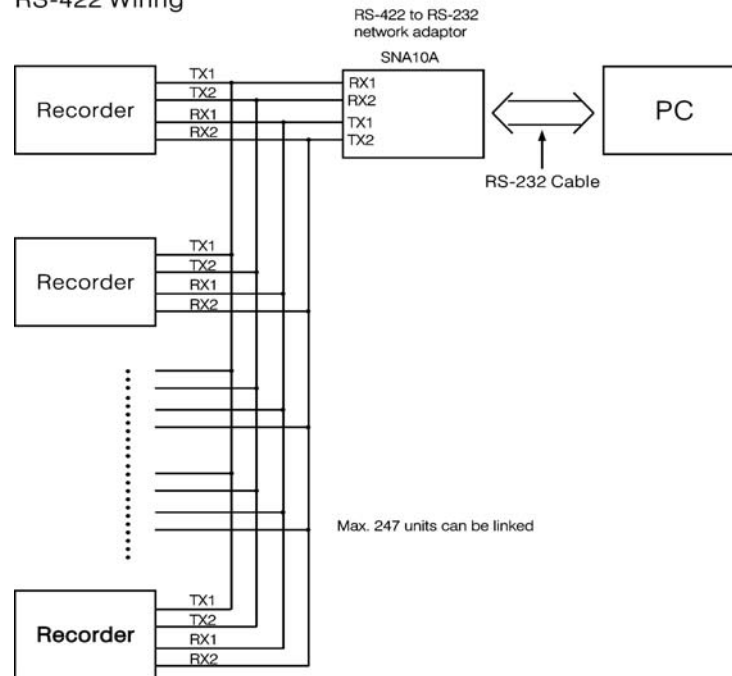 RS-422 Wiring
RS-422 to RS-232
network adaptor
SNA10A
Recorder
TX1
TX2
RX1
RX2
RX1
RX2
TX1
TX2
PC
RS-232 Cable
Recorder
TX1
TX2
RX1
RX2
Max. 247 units can be linked
Recorder
TX1
TX2
RX1
RX2